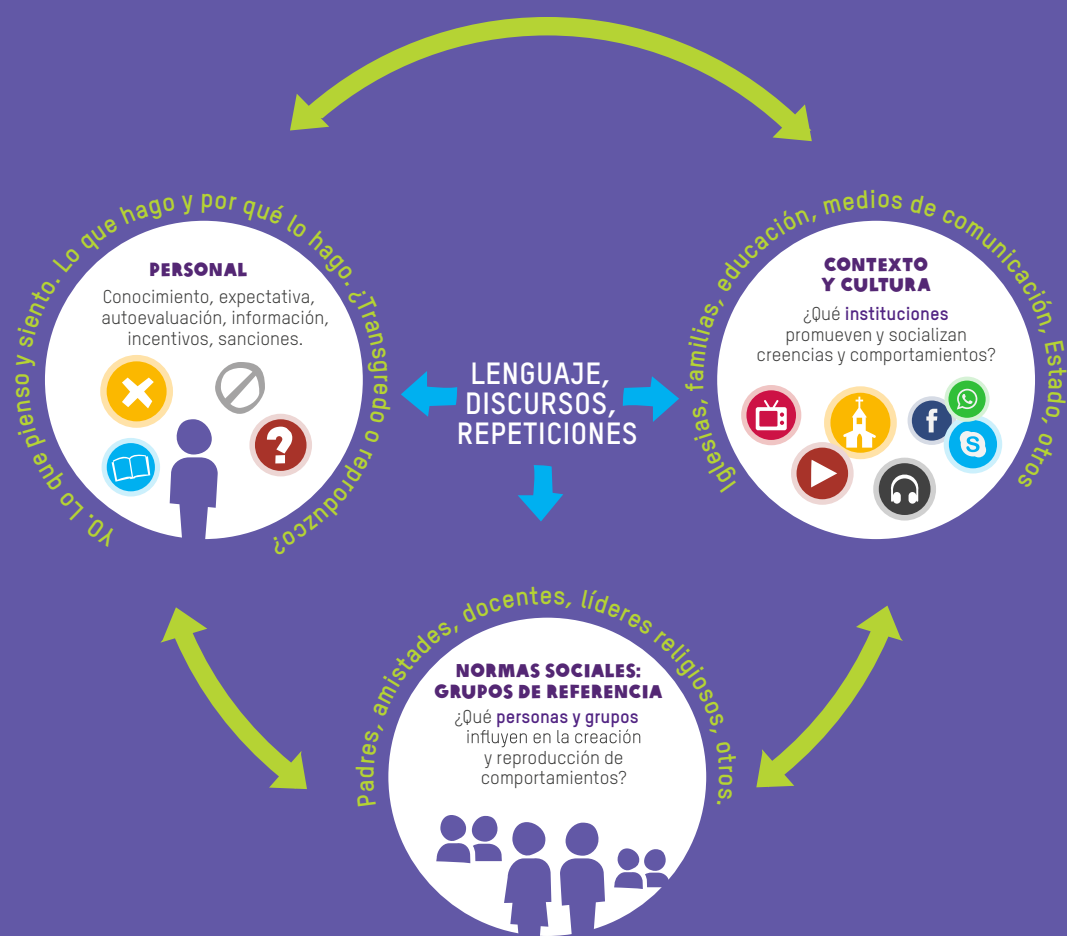 YO. Lo que pienso y siento. Lo que hago y por qué lo hago. ¿Transgredo o reproduzco?
PERSONAL
Conocimiento, expectativa,
autoevaluación, información,
incentivos, sanciones.
?
LENGUAJE,
DISCURSOS,
REPETICIONES
Iglesias, familias, educación, medios de comunicación, Estado, otros
CONTEXTO
Y CULTURA
¿Qué instituciones
promueven y socializan
creencias y comportamientos?
f
S
Padres, amistades, docentes, líderes religiosos, otros.
NORMAS SOCIALES:
GRUPOS DE REFERENCIA
¿Qué personas y grupos
influyen en la creación
y reproducción de
comportamientos?